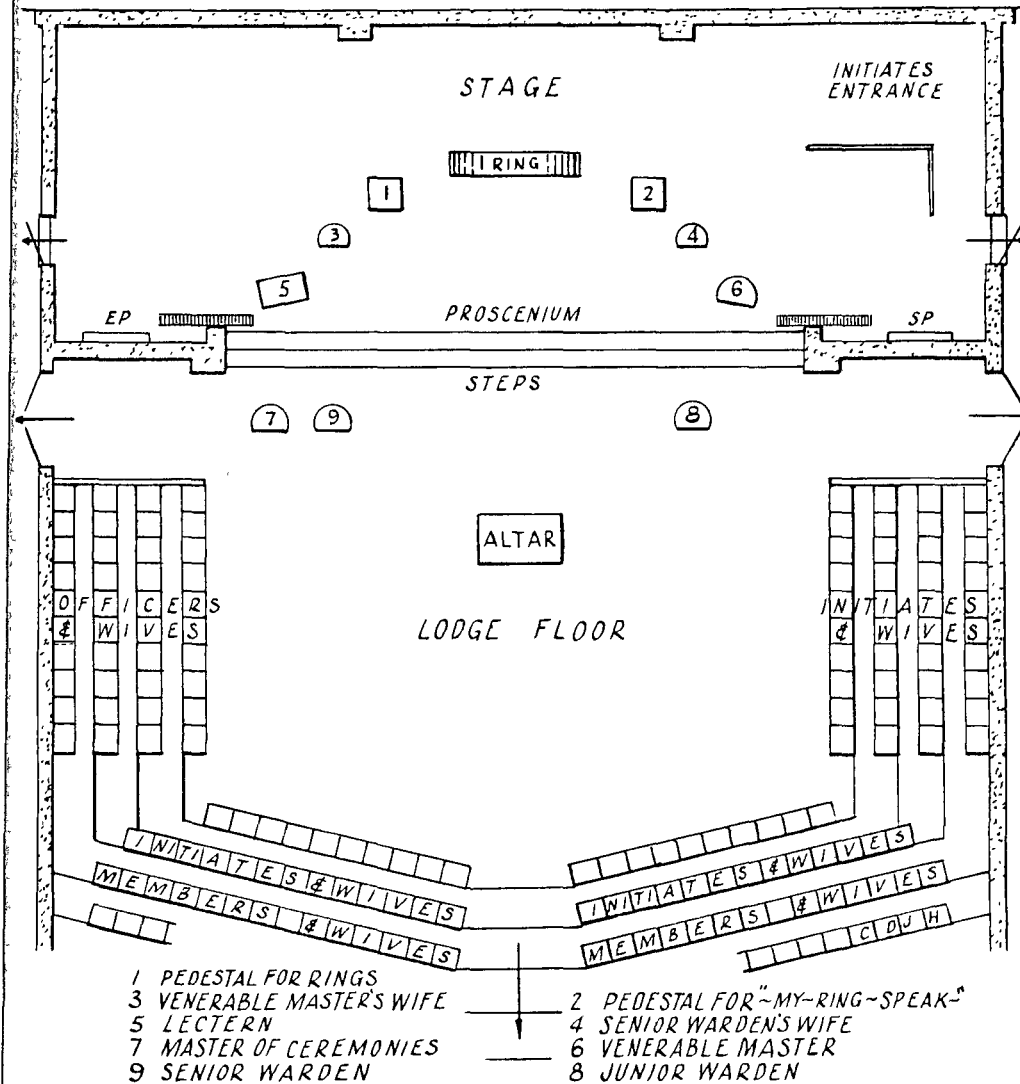 STAGE
INITIATES
ENTRANCE
1 RING
1
2
3
4
5
6
EP
PROSCENIUM
SP
STEPS
7
9
8
ALTAR
OFFICERS
& WIVES
LODGE FLOOR
INITIATES
& WIVES
INITIATES & WIVES
INITIATES & WIVES
MEMBERS & WIVES
MEMBERS & WIVES
C D J H
1 PEDESTAL FOR RINGS
3 VENERABLE MASTER'S WIFE
5 LECTERN
7 MASTER OF CEREMONIES
9 SENIOR WARDEN
2 PEDESTAL FOR "~MY~RING~SPEAK~"
4 SENIOR WARDEN'S WIFE
6 VENERABLE MASTER
8 JUNIOR WARDEN